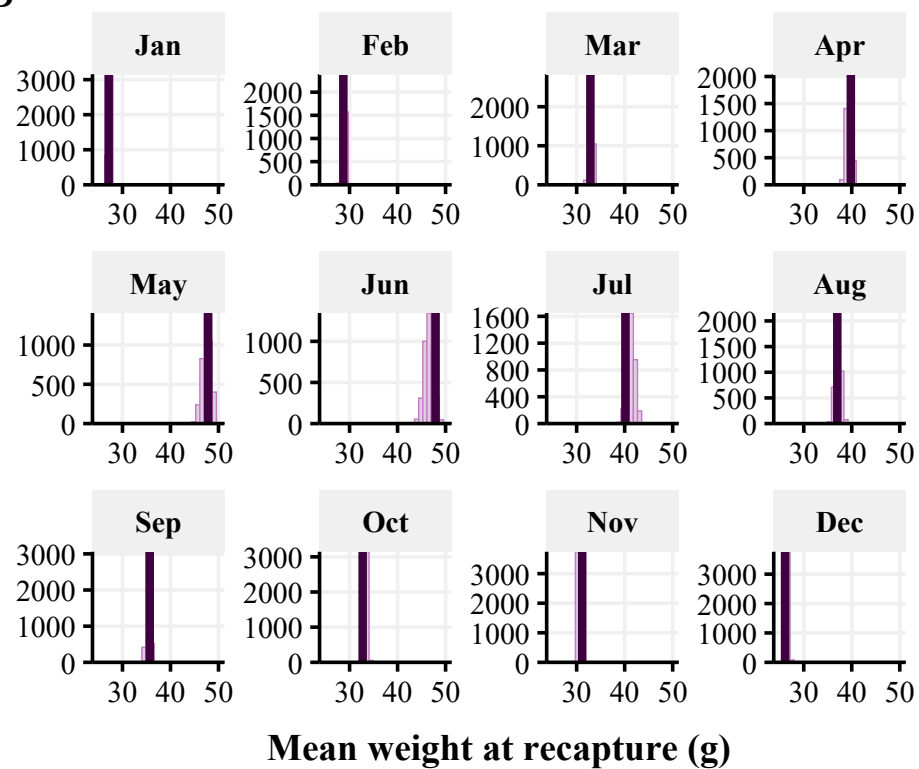 Jan Feb Mar Apr
3000 2000 1000 0
2000 1500 1000 500 0
2000 1000 0
2000 1500 1000 500 0
30 40 50 30 40 50 30 40 50 30 40 50
May Jun Jul Aug
1000 500 0
1000 500 0
1600 1200 800 400 0
2000 1500 1000 500 0
30 40 50 30 40 50 30 40 50 30 40 50
Sep Oct Nov Dec
3000 2000 1000 0
3000 2000 1000 0
3000 2000 1000 0
3000 2000 1000 0
30 40 50 30 40 50 30 40 50 30 40 50
Mean weight at recapture (g)